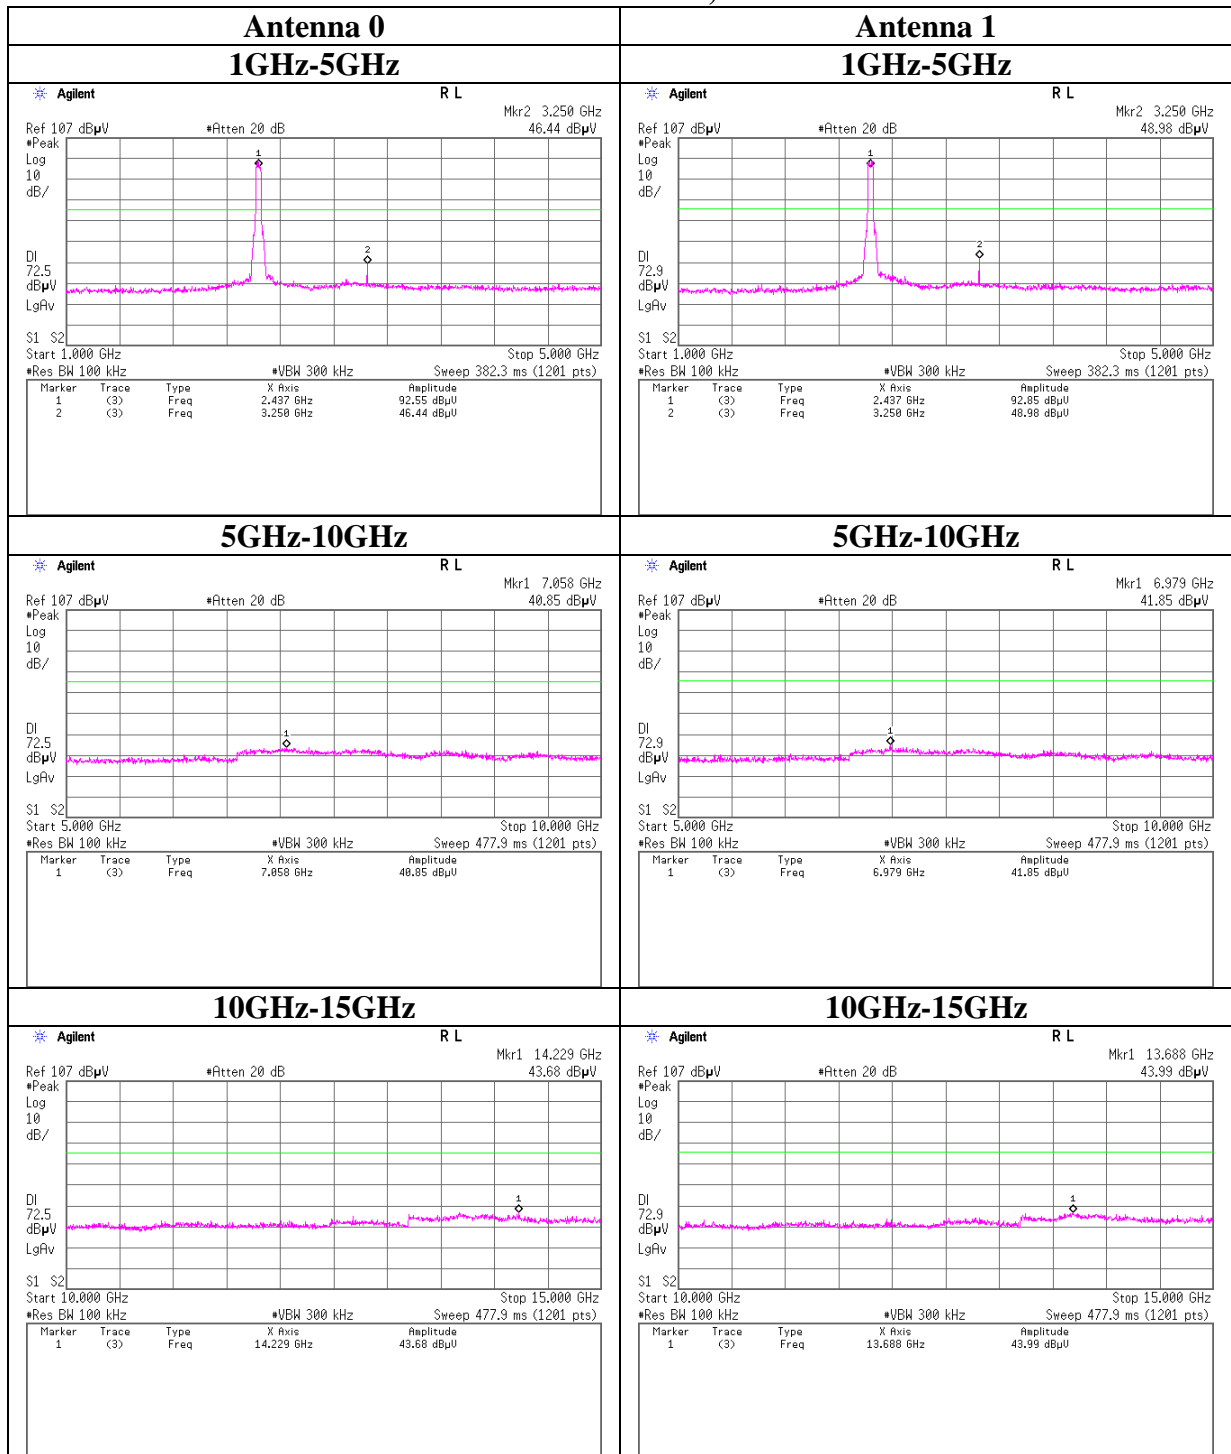 Antenna 0
Antenna 1
1GHz-5GHz
1GHz-5GHz
Agilent
R L
Mkr2 3.250 GHz
Ref 107 dBµV
#Atten 20 dB
46.44 dBµV
#Peak
Log
10
dB/
1
2
DI
72.5
dBµV
LgAv
S1 S2
Start 1.000 GHz
Stop 5.000 GHz
#Res BW 100 kHz
#VBW 300 kHz
Sweep 382.3 ms (1201 pts)
Marker Trace Type X Axis Amplitude
1 (3) Freq 2.437 GHz 92.55 dBµV
2 (3) Freq 3.250 GHz 46.44 dBµV
Agilent
R L
Mkr2 3.250 GHz
Ref 107 dBµV
#Atten 20 dB
48.98 dBµV
#Peak
Log
10
dB/
1
2
DI
72.9
dBµV
LgAv
S1 S2
Start 1.000 GHz
Stop 5.000 GHz
#Res BW 100 kHz
#VBW 300 kHz
Sweep 382.3 ms (1201 pts)
Marker Trace Type X Axis Amplitude
1 (3) Freq 2.437 GHz 92.85 dBµV
2 (3) Freq 3.250 GHz 48.98 dBµV
5GHz-10GHz
5GHz-10GHz
Agilent
R L
Mkr1 7.058 GHz
Ref 107 dBµV
#Atten 20 dB
40.85 dBµV
#Peak
Log
10
dB/
1
DI
72.5
dBµV
LgAv
S1 S2
Start 5.000 GHz
Stop 10.000 GHz
#Res BW 100 kHz
#VBW 300 kHz
Sweep 477.9 ms (1201 pts)
Marker Trace Type X Axis Amplitude
1 (3) Freq 7.058 GHz 40.85 dBµV
Agilent
R L
Mkr1 6.979 GHz
Ref 107 dBµV
#Atten 20 dB
41.85 dBµV
#Peak
Log
10
dB/
1
DI
72.9
dBµV
LgAv
S1 S2
Start 5.000 GHz
Stop 10.000 GHz
#Res BW 100 kHz
#VBW 300 kHz
Sweep 477.9 ms (1201 pts)
Marker Trace Type X Axis Amplitude
1 (3) Freq 6.979 GHz 41.85 dBµV
10GHz-15GHz
10GHz-15GHz
Agilent
R L
Mkr1 14.229 GHz
Ref 107 dBµV
#Atten 20 dB
43.68 dBµV
#Peak
Log
10
dB/
1
DI
72.5
dBµV
LgAv
S1 S2
Start 10.000 GHz
Stop 15.000 GHz
#Res BW 100 kHz
#VBW 300 kHz
Sweep 477.9 ms (1201 pts)
Marker Trace Type X Axis Amplitude
1 (3) Freq 14.229 GHz 43.68 dBµV
Agilent
R L
Mkr1 13.688 GHz
Ref 107 dBµV
#Atten 20 dB
43.99 dBµV
#Peak
Log
10
dB/
1
DI
72.9
dBµV
LgAv
S1 S2
Start 10.000 GHz
Stop 15.000 GHz
#Res BW 100 kHz
#VBW 300 kHz
Sweep 477.9 ms (1201 pts)
Marker Trace Type X Axis Amplitude
1 (3) Freq 13.688 GHz 43.99 dBµV